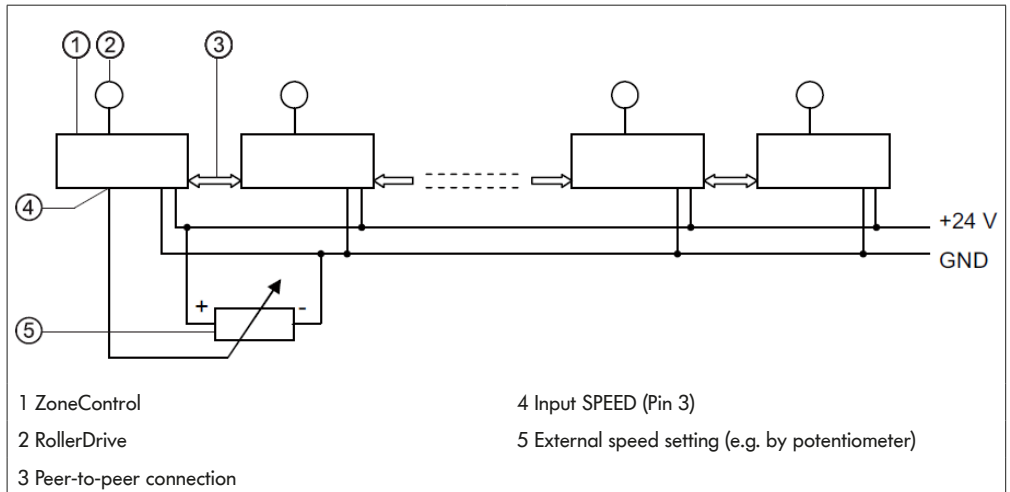 ① ② ③
④
+24 V
GND
+ -
⑤
1 ZoneControl
2 RollerDrive
3 Peer-to-peer connection
4 Input SPEED (Pin 3)
5 External speed setting (e.g. by potentiometer)